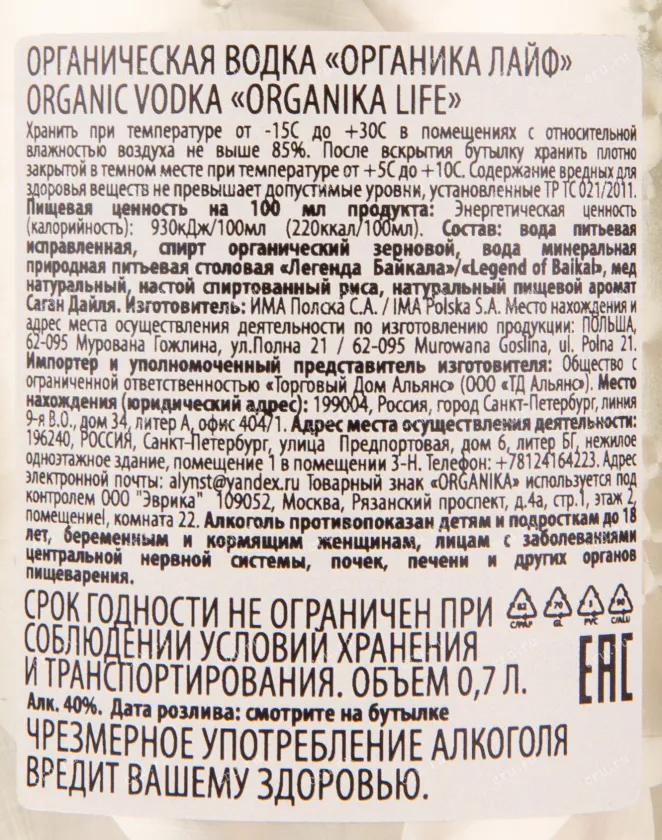 ОРГАНИЧЕСКАЯ ВОДКА «ОРГАНИКА ЛАЙФ»
ORGANIC VODKA «ORGANIKA LIFE»
Хранить при температуре от -15С до +30С в помещениях с относительной
влажностью воздуха не выше 85%. После вскрытия бутылку хранить плотно
закрытой в темном месте при температуре от +5С до +10С. Содержание вредных для
здоровья веществ не превышает допустимые уровни, установленные ТР ТС 021/2011.
Пищевая ценность на 100 мл продукта: Энергетическая ценность
(калорийность): 930кДж/100мл (220ккал/100мл). Состав: вода питьевая
исправленная, спирт органический зерновой, вода минеральная
природная питьевая столовая «Легенда Байкала»/«Legend of Baikal», мед
натуральный, настой спиртованный риса, натуральный пищевой аромат
Саган Дайля. Изготовитель: ИМА Полска С.А. / IMA Polska S.A. Место нахождения и
адрес места осуществления деятельности по изготовлению продукции: ПОЛЬША,
62-095 Мурована Гожлина, ул.Полна 21 / 62-095 Murowana Goslina, ul. Polna 21.
Импортер и уполномоченный представитель изготовителя: Общество с
ограниченной ответственностью «Торговый Дом Альянс» (ООО «ТД Альянс»). Место
нахождения (юридический адрес): 199004, Россия, город Санкт-Петербург, линия
9-я В.О., дом 34, литер А, офис 404/1. Адрес места осуществления деятельности:
196240, РОССИЯ, Санкт-Петербург, улица Предпортовая, дом 6, литер БГ, нежилое
одноэтажное здание, помещение 1 в помещении 3-Н. Телефон: +78124164223. Адрес
электронной почты: alynst@yandex.ru Товарный знак «ORGANIKA» используется под
контролем ООО "Эврика" 109052, Москва, Рязанский проспект, д.4а, стр.1, этаж 2,
помещениеI, комната 22. Алкоголь противопоказан детям и подросткам до 18
лет, беременным и кормящим женщинам, лицам с заболеваниями
центральной нервной системы, почек, печени и других органов
пищеварения.
СРОК ГОДНОСТИ НЕ ОГРАНИЧЕН ПРИ
СОБЛЮДЕНИИ УСЛОВИЙ ХРАНЕНИЯ
И ТРАНСПОРТИРОВАНИЯ. ОБЪЕМ 0,7 Л.
82 70 3 90
C/PAP GL PVC C/ALU
EAC
Алк. 40%. Дата розлива: смотрите на бутылке
ЧРЕЗМЕРНОЕ УПОТРЕБЛЕНИЕ АЛКОГОЛЯ
ВРЕДИТ ВАШЕМУ ЗДОРОВЬЮ.